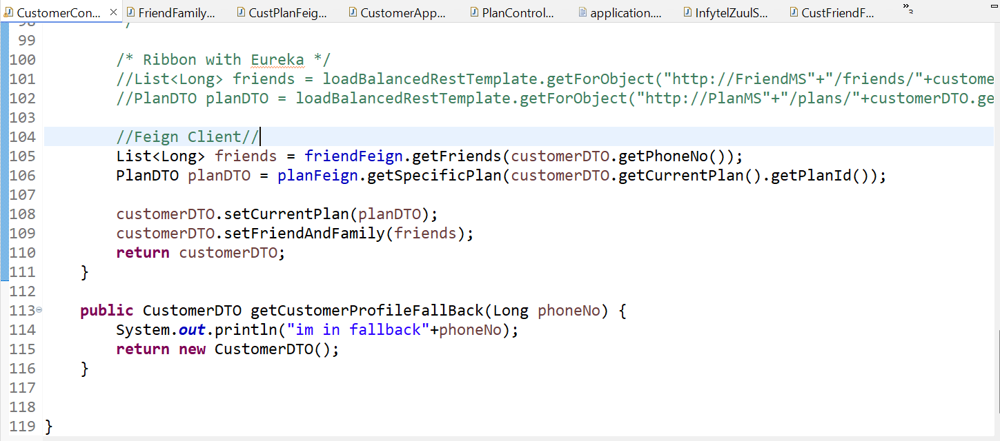 CustomerCon...
FriendFamily...
CustPlanFeig...
CustomerApp...
PlanControl...
application....
InfytelZuulS...
CustFriendF...
»3
98 */
99
100 /* Ribbon with Eureka */
101 //List<Long> friends = loadBalancedRestTemplate.getForObject("http://FriendMS"+"/friends/"+custome
102 //PlanDTO planDTO = loadBalancedRestTemplate.getForObject("http://PlanMS"+"/plans/"+customerDTO.ge
103
104 //Feign Client//
105 List<Long> friends = friendFeign.getFriends(customerDTO.getPhoneNo());
106 PlanDTO planDTO = planFeign.getSpecificPlan(customerDTO.getCurrentPlan().getPlanId());
107
108 customerDTO.setCurrentPlan(planDTO);
109 customerDTO.setFriendAndFamily(friends);
110 return customerDTO;
111 }
112
113 public CustomerDTO getCustomerProfileFallBack(Long phoneNo) {
114 System.out.println("im in fallback"+phoneNo);
115 return new CustomerDTO();
116 }
117
118
119 }